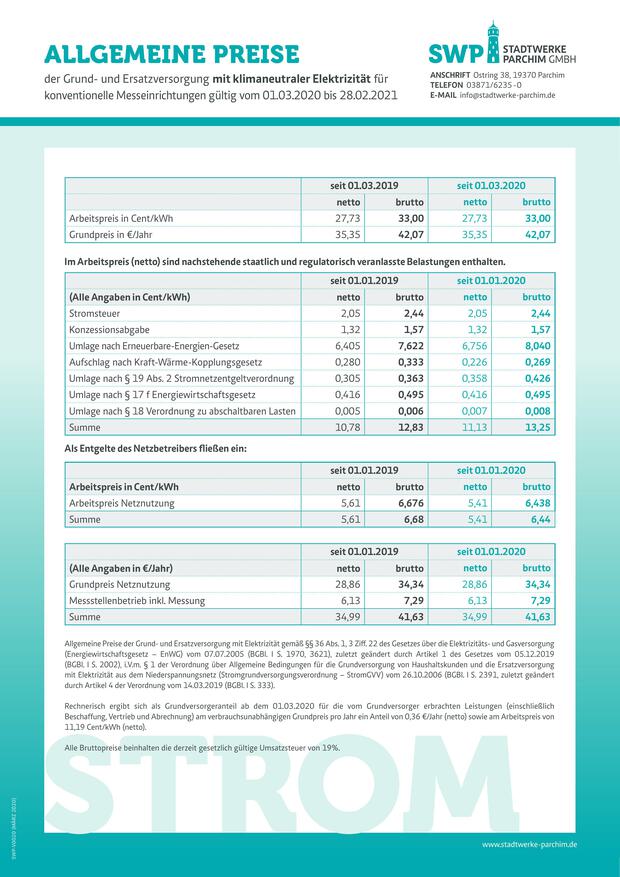 ALLGEMEINE PREISE
der Grund- und Ersatzversorgung mit klimaneutraler Elektrizität für
konventionelle Messeinrichtungen gültig vom 01.03.2020 bis 28.02.2021
SWP STADTWERKE
PARCHIM GMBH
ANSCHRIFT Ostring 38, 19370 Parchim
TELEFON 03871/6235-0
E-MAIL info@stadtwerke-parchim.de
seit 01.03.2019 seit 01.03.2020
netto brutto netto brutto
Arbeitspreis in Cent/kWh 27,73 33,00 27,73 33,00
Grundpreis in €/Jahr 35,35 42,07 35,35 42,07
Im Arbeitspreis (netto) sind nachstehende staatlich und regulatorisch veranlasste Belastungen enthalten.
seit 01.01.2019 seit 01.01.2020
(Alle Angaben in Cent/kWh) netto brutto netto brutto
Stromsteuer 2,05 2,44 2,05 2,44
Konzessionsabgabe 1,32 1,57 1,32 1,57
Umlage nach Erneuerbare-Energien-Gesetz 6,405 7,622 6,756 8,040
Aufschlag nach Kraft-Wärme-Kopplungsgesetz 0,280 0,333 0,226 0,269
Umlage nach § 19 Abs. 2 Stromnetzentgeltverordnung 0,305 0,363 0,358 0,426
Umlage nach § 17 f Energiewirtschaftsgesetz 0,416 0,495 0,416 0,495
Umlage nach § 18 Verordnung zu abschaltbaren Lasten 0,005 0,006 0,007 0,008
Summe 10,78 12,83 11,13 13,25
Als Entgelte des Netzbetreibers fließen ein:
seit 01.01.2019 seit 01.01.2020
Arbeitspreis in Cent/kWh netto brutto netto brutto
Arbeitspreis Netznutzung 5,61 6,676 5,41 6,438
Summe 5,61 6,68 5,41 6,44
seit 01.01.2019 seit 01.01.2020
(Alle Angaben in €/Jahr) netto brutto netto brutto
Grundpreis Netznutzung 28,86 34,34 28,86 34,34
Messstellenbetrieb inkl. Messung 6,13 7,29 6,13 7,29
Summe 34,99 41,63 34,99 41,63
Allgemeine Preise der Grund- und Ersatzversorgung mit Elektrizität gemäß §§ 36 Abs. 1, 3 Ziff. 22 des Gesetzes über die Elektrizitäts- und Gasversorgung
(Energiewirtschaftsgesetz – EnWG) vom 07.07.2005 (BGBl. I S. 1970, 3621), zuletzt geändert durch Artikel 1 des Gesetzes vom 05.12.2019
(BGBl. I S. 2002), i.V.m. § 1 der Verordnung über Allgemeine Bedingungen für die Grundversorgung von Haushaltskunden und die Ersatzversorgung
mit Elektrizität aus dem Niederspannungsnetz (Stromgrundversorgungsverordnung – StromGVV) vom 26.10.2006 (BGBl. I S. 2391, zuletzt geändert
durch Artikel 4 der Verordnung vom 14.03.2019 (BGBl. I S. 333).
Rechnerisch ergibt sich als Grundversorgeranteil ab dem 01.03.2020 für die vom Grundversorger erbrachten Leistungen (einschließlich
Beschaffung, Vertrieb und Abrechnung) am verbrauchsunabhängigen Grundpreis pro Jahr ein Anteil von 0,36 €/Jahr (netto) sowie am Arbeitspreis von
11,19 Cent/kWh (netto).
Alle Bruttopreise beinhalten die derzeit gesetzlich gültige Umsatzsteuer von 19%.
STROM
SWP-V0020 (MÄRZ 2020)
www.stadtwerke-parchim.de